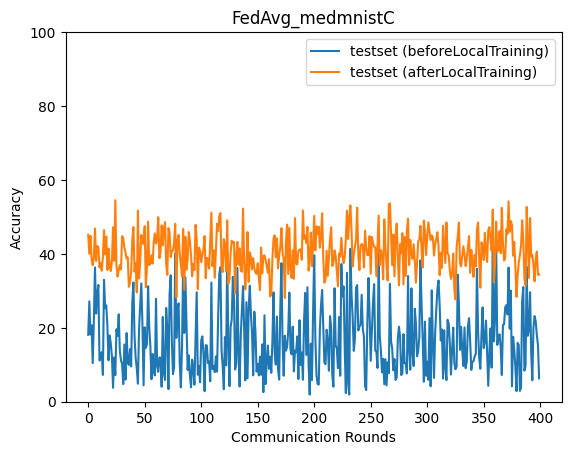 FedAvg_medmnistC
testset (beforeLocalTraining)
testset (afterLocalTraining)
100
80
60
40
20
0
Accuracy
0 50 100 150 200 250 300 350 400
Communication Rounds